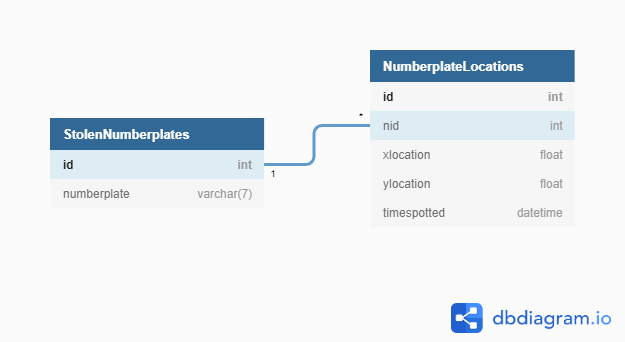 StolenNumberplates
id int
numberplate varchar(7)
1
*
NumberplateLocations
id int
nid int
xlocation float
ylocation float
timespotted datetime
dbdiagram.io